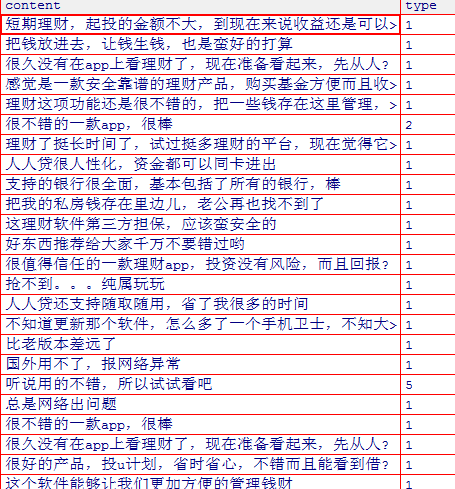 content type
短期理财，起投的金额不大，到现在来说收益还是可以> 1
把钱放进去，让钱生钱，也是蛮好的打算 1
很久没有在app上看理财了，现在准备看起来，先从人? 1
感觉是一款安全靠谱的理财产品，购买基金方便而且收> 1
理财这项功能还是很不错的，把一些钱存在这里管理，> 1
很不错的一款app，很棒 2
理财了挺长时间了，试过挺多理财的平台，现在觉得它> 1
人人贷很人性化，资金都可以同卡进出 1
支持的银行很全面，基本包括了所有的银行，棒 1
把我的私房钱存在里边儿，老公再也找不到了 1
这理财软件第三方担保，应该蛮安全的 1
好东西推荐给大家千万不要错过哟 1
很值得信任的一款理财app，投资没有风险，而且回报? 1
抢不到。。。纯属玩玩 1
人人贷还支持随取随用，省了我很多的时间 1
不知道更新那个软件，怎么多了一个手机卫士，不知大> 1
比老版本差远了 1
国外用不了，报网络异常 1
听说用的不错，所以试试看吧 5
总是网络出问题 1
很不错的一款app，很棒 1
很久没有在app上看理财了，现在准备看起来，先从人? 1
很好的产品，投u计划，省时省心，不错而且能看到借? 1
这个软件能够让我们更加方便的管理钱财 1